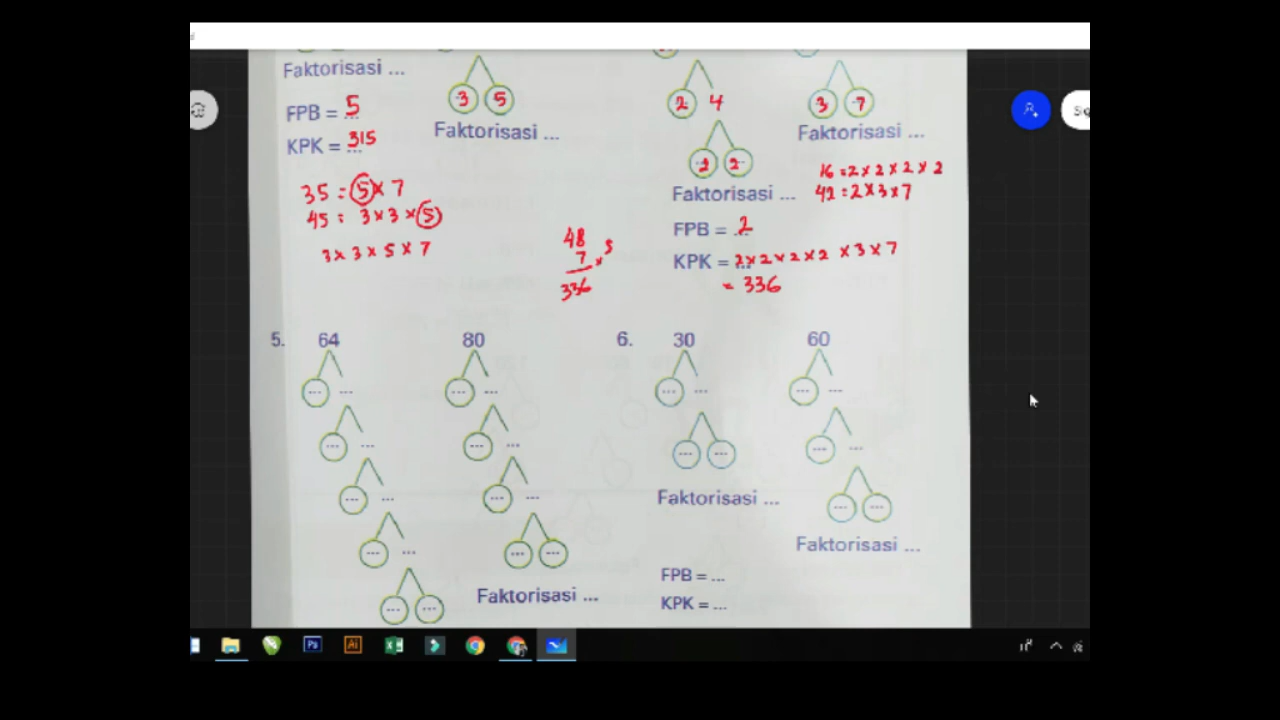 Faktorisasi ...
FPB = ... 5
KPK = ... 315
35 = 5 x 7
45 = 3 x 3 x 5
3 x 3 x 5 x 7
3 5
Faktorisasi ...
48
7 x 5
336
2 4
2 2
Faktorisasi ...
FPB = ... 2
KPK = ... 2 x 2 x 2 x 2 x 3 x 7
= 336
3 7
Faktorisasi ...
16 = 2 x 2 x 2 x 2
42 = 2 x 3 x 7
5. 64 80
... ... ... ...
... ... ... ...
... ... ... ...
... ... ... ...
... ...
Faktorisasi ...
6. 30 60
... ... ... ...
... ... ... ...
... ...
Faktorisasi ...
Faktorisasi ...
FPB = ...
KPK = ...
Ps
Ai